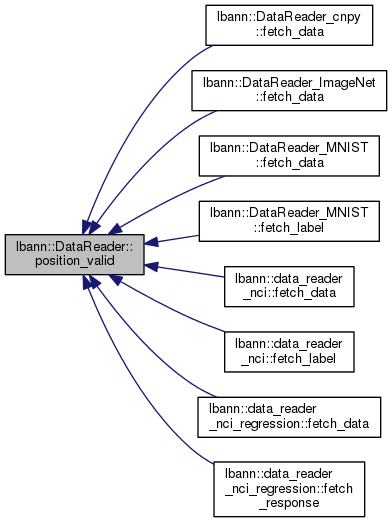 lbann::DataReader_cnpy
::fetch_data
lbann::DataReader_ImageNet
::fetch_data
lbann::DataReader_MNIST
::fetch_data
lbann::DataReader_MNIST
::fetch_label
lbann::DataReader::
position_valid
lbann::data_reader
_nci::fetch_data
lbann::data_reader
_nci::fetch_label
lbann::data_reader
_nci_regression::fetch_data
lbann::data_reader
_nci_regression::fetch
_response